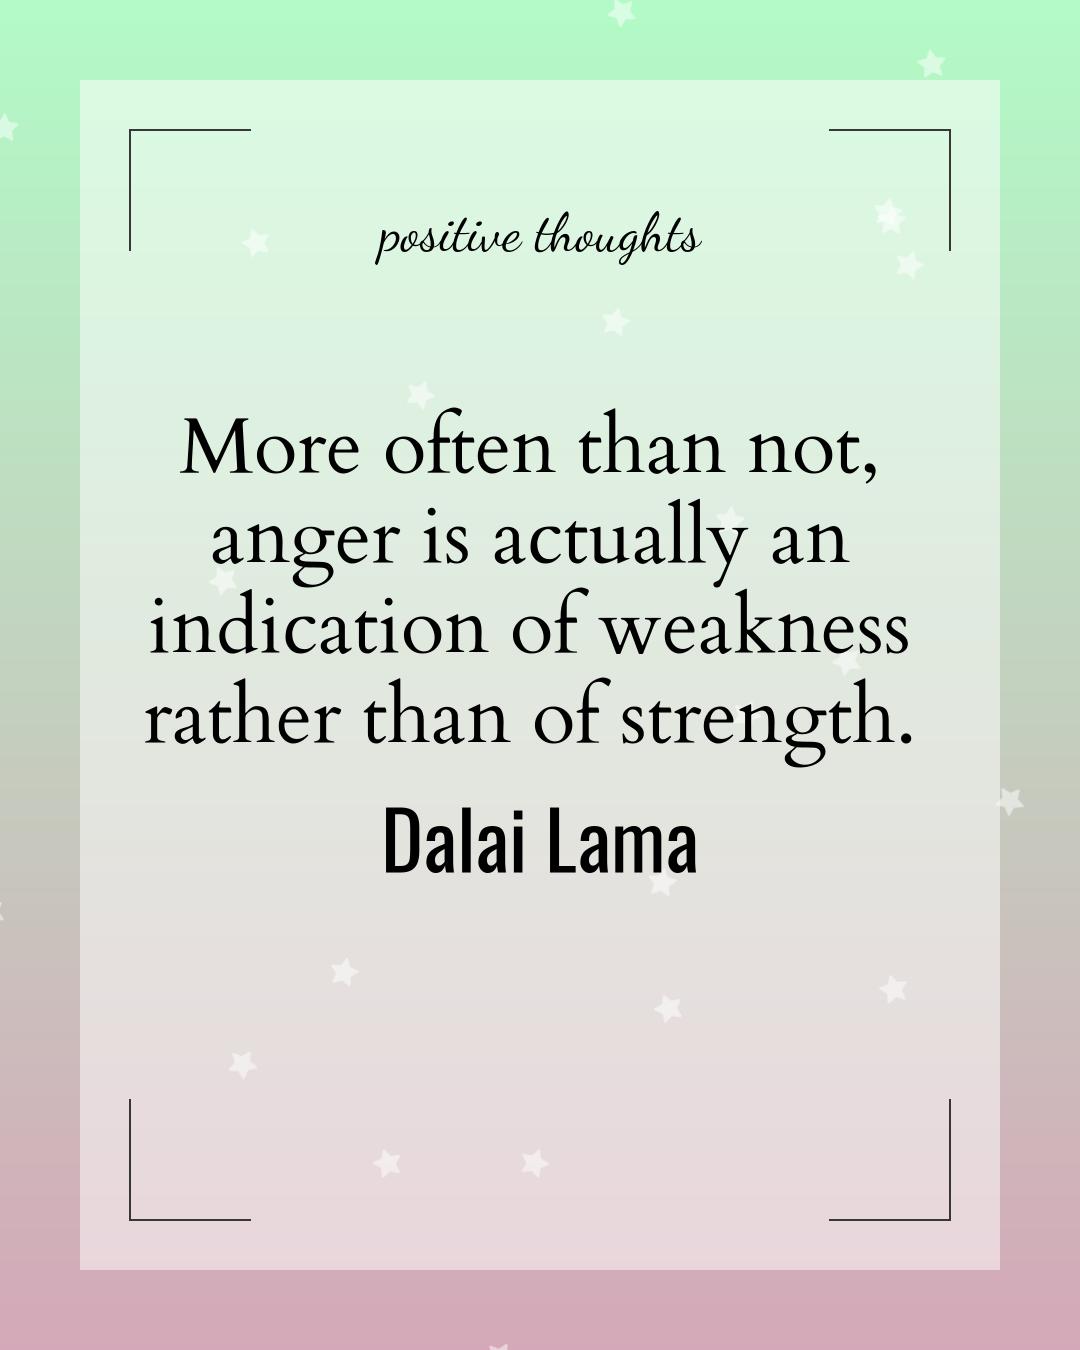 positive thoughts
More often than not,
anger is actually an
indication of weakness
rather than of strength.
Dalai Lama